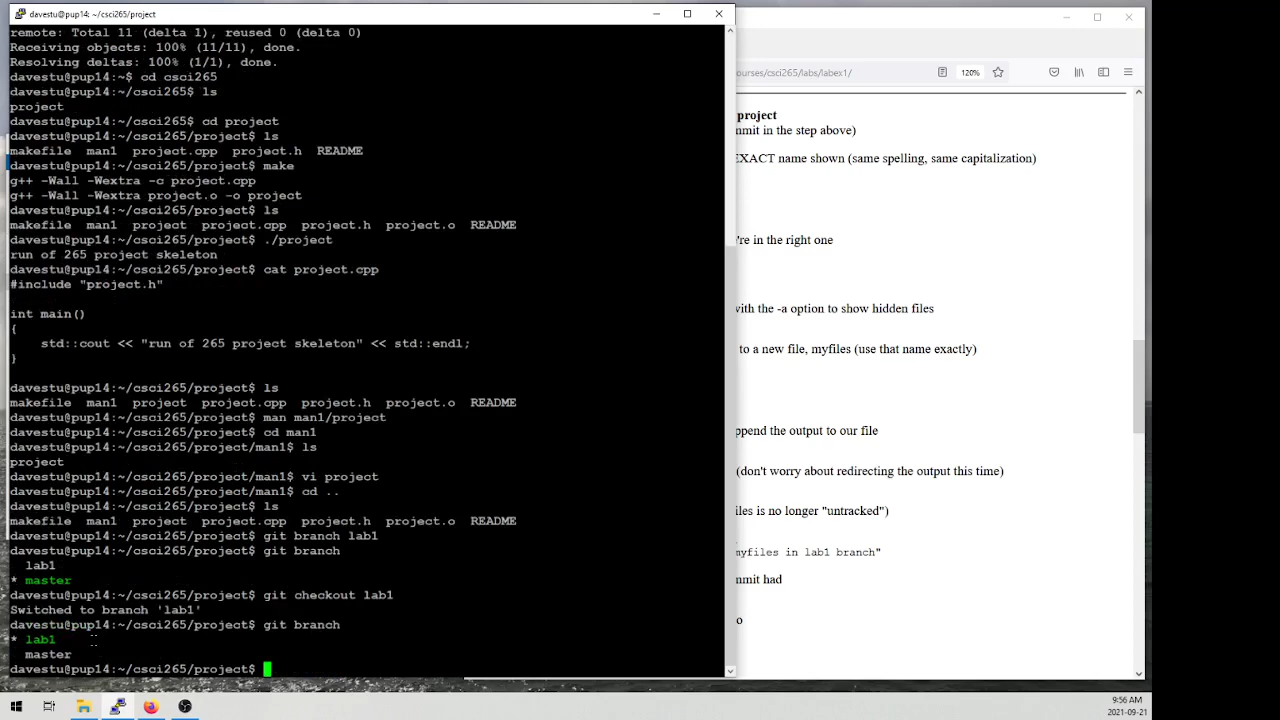 davestu@pup14: ~/csci265/project
remote: Total 11 (delta 1), reused 0 (delta 0)
Receiving objects: 100% (11/11), done.
Resolving deltas: 100% (1/1), done.
davestu@pup14:~$ cd csci265
davestu@pup14:~/csci265$ ls
project
davestu@pup14:~/csci265$ cd project
davestu@pup14:~/csci265/project$ ls
makefile man1 project.cpp project.h README
davestu@pup14:~/csci265/project$ make
g++ -Wall -Wextra -c project.cpp
g++ -Wall -Wextra project.o -o project
davestu@pup14:~/csci265/project$ ls
makefile man1 project project.cpp project.h project.o README
davestu@pup14:~/csci265/project$ ./project
run of 265 project skeleton
davestu@pup14:~/csci265/project$ cat project.cpp
#include "project.h"
int main()
{
std::cout << "run of 265 project skeleton" << std::endl;
}
davestu@pup14:~/csci265/project$ ls
makefile man1 project project.cpp project.h project.o README
davestu@pup14:~/csci265/project$ man man1/project
davestu@pup14:~/csci265/project$ cd man1
davestu@pup14:~/csci265/project/man1$ ls
project
davestu@pup14:~/csci265/project/man1$ vi project
davestu@pup14:~/csci265/project/man1$ cd ..
davestu@pup14:~/csci265/project$ ls
makefile man1 project project.cpp project.h project.o README
davestu@pup14:~/csci265/project$ git branch lab1
davestu@pup14:~/csci265/project$ git branch
lab1
* master
davestu@pup14:~/csci265/project$ git checkout lab1
Switched to branch 'lab1'
davestu@pup14:~/csci265/project$ git branch
* lab1
master
davestu@pup14:~/csci265/project$
ourses/csci265/labs/labex1/
120%
project
mmit in the step above)
EXACT name shown (same spelling, same capitalization)
're in the right one
with the -a option to show hidden files
to a new file, myfiles (use that name exactly)
ppend the output to our file
(don't worry about redirecting the output this time)
iles is no longer "untracked")
myfiles in lab1 branch"
mmit had
o
9:56 AM
2021-09-21